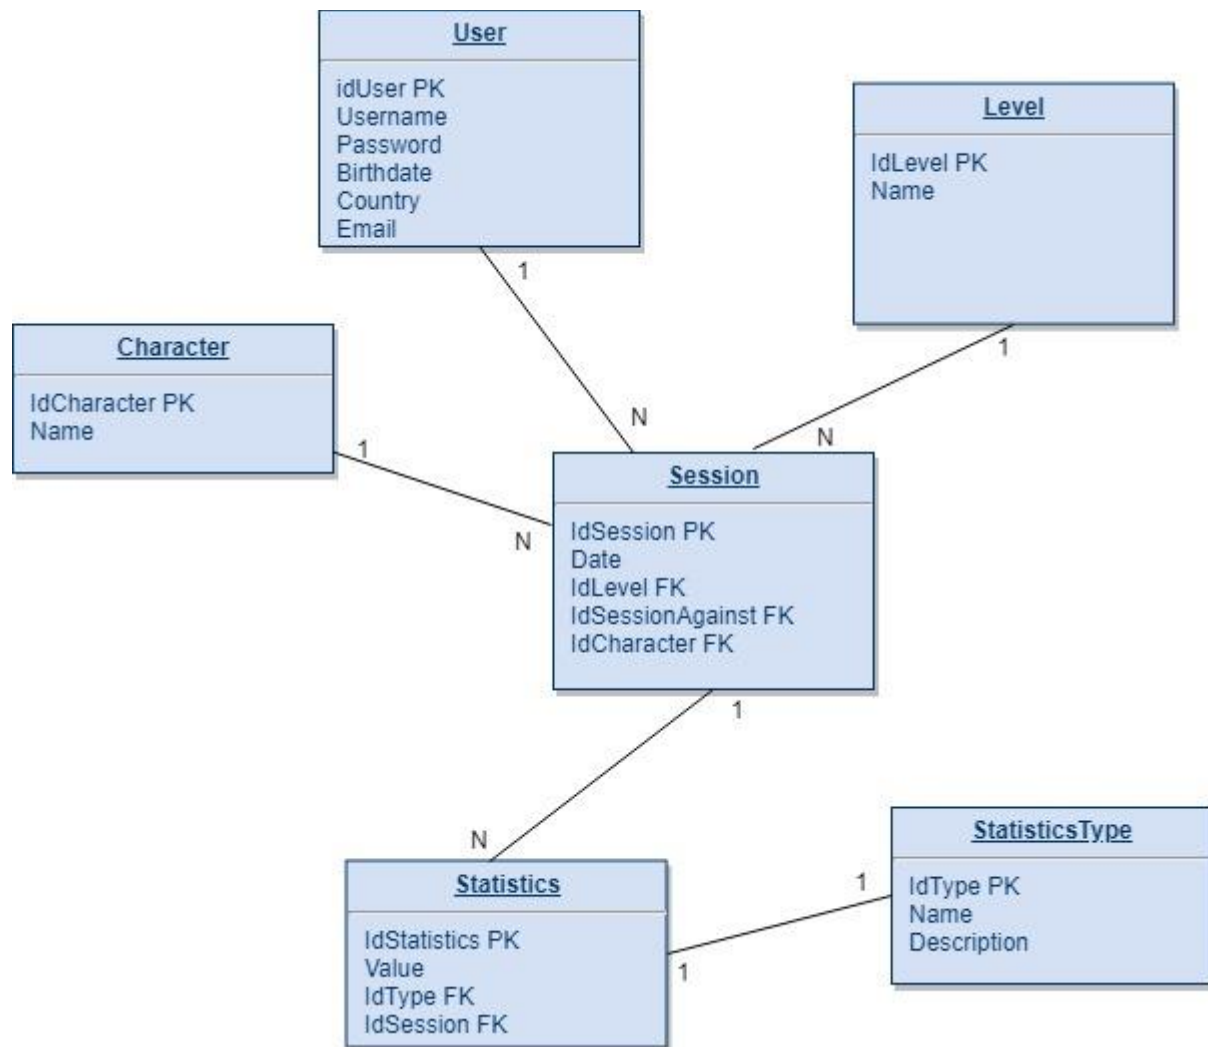 User
idUser PK
Username
Password
Birthdate
Country
Email
Level
IdLevel PK
Name
1
1
Character
IdCharacter PK
Name
1
N
N
N
Session
IdSession PK
Date
IdLevel FK
IdSessionAgainst FK
IdCharacter FK
1
N
Statistics
IdStatistics PK
Value
IdType FK
IdSession FK
1
1
StatisticsType
IdType PK
Name
Description